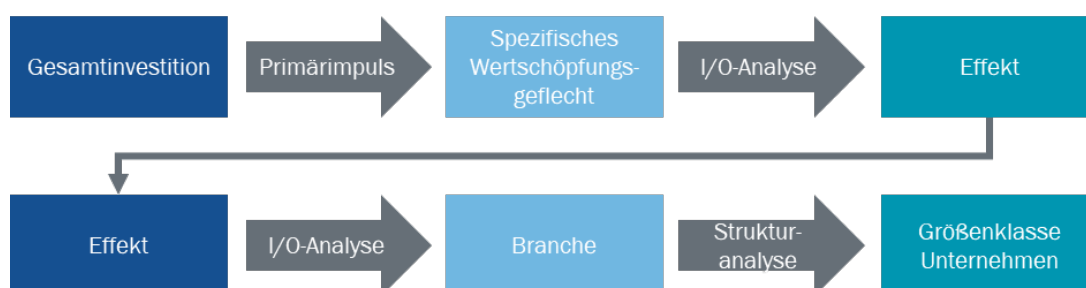 Gesamtinvestition
Primärimpuls
Spezifisches
Wertschöpfungs-
geflecht
I/O-Analyse
Effekt
Effekt
I/O-Analyse
Branche
Struktur-
analyse
Größenklasse
Unternehmen